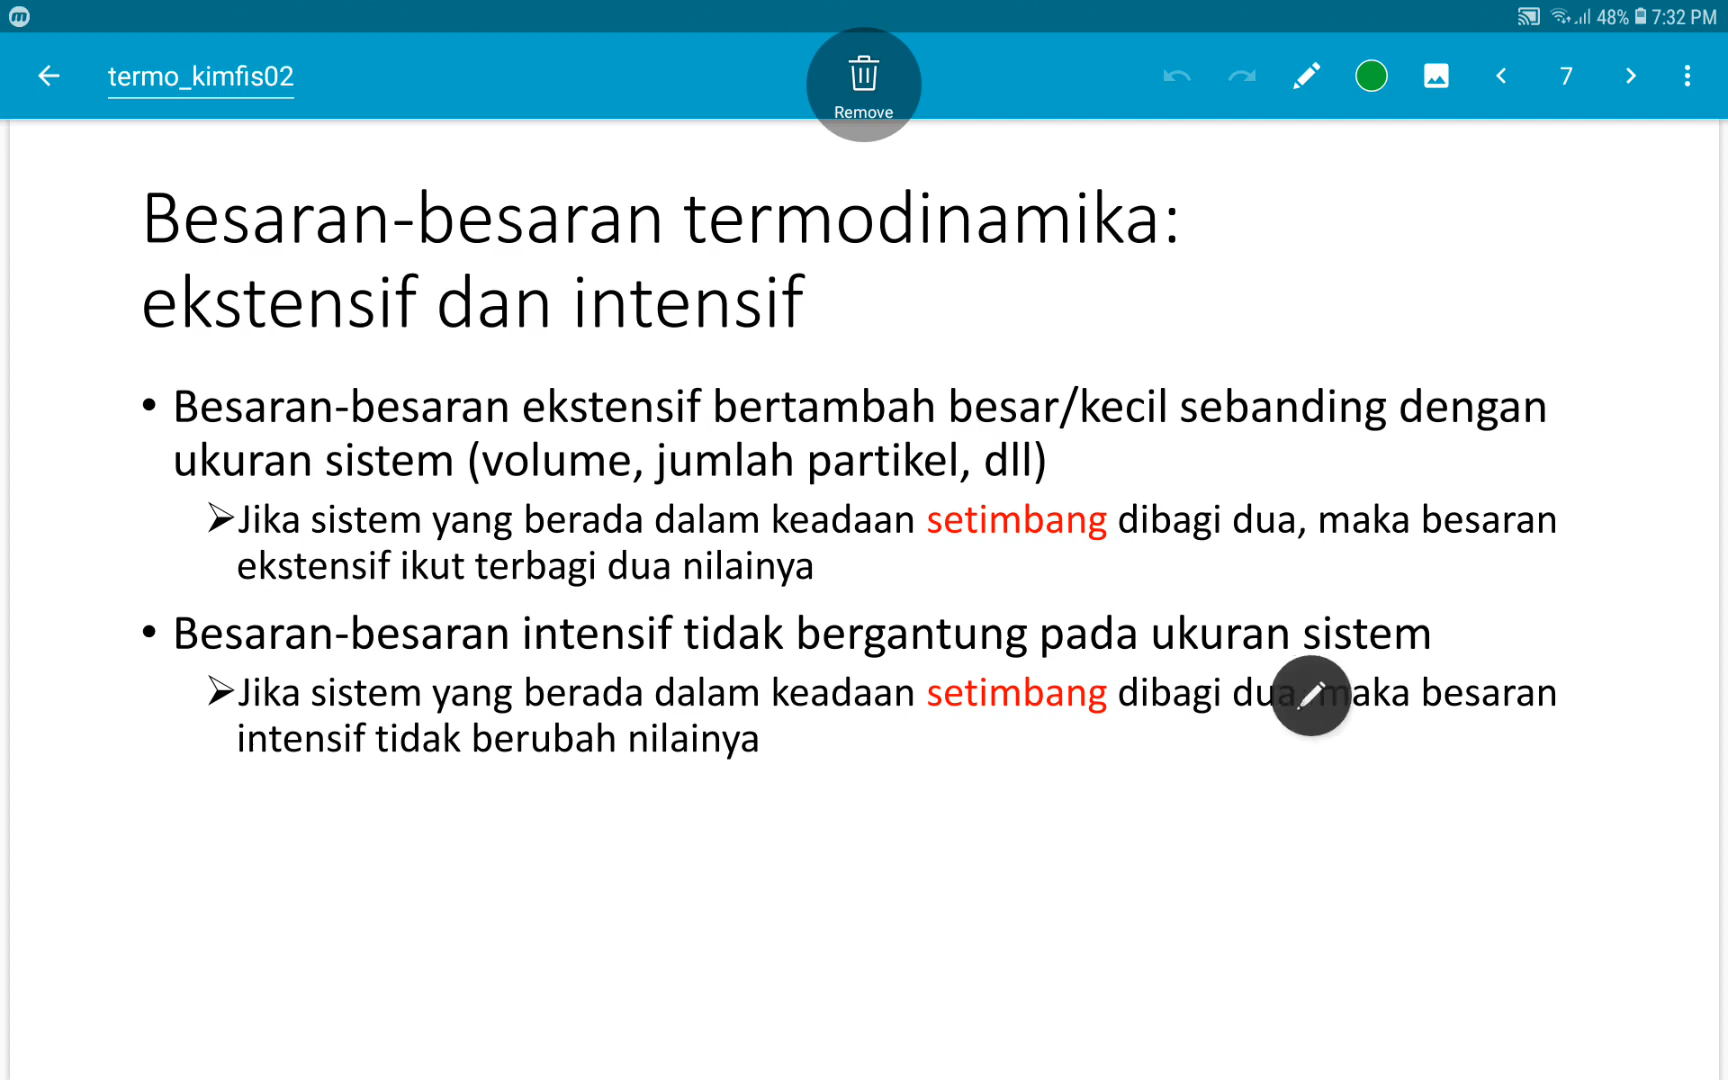 48% 7:32 PM
termo_kimfis02
Remove
7
Besaran-besaran termodinamika:
ekstensif dan intensif
• Besaran-besaran ekstensif bertambah besar/kecil sebanding dengan
ukuran sistem (volume, jumlah partikel, dll)
➢Jika sistem yang berada dalam keadaan setimbang dibagi dua, maka besaran
ekstensif ikut terbagi dua nilainya
• Besaran-besaran intensif tidak bergantung pada ukuran sistem
➢Jika sistem yang berada dalam keadaan setimbang dibagi dua, maka besaran
intensif tidak berubah nilainya